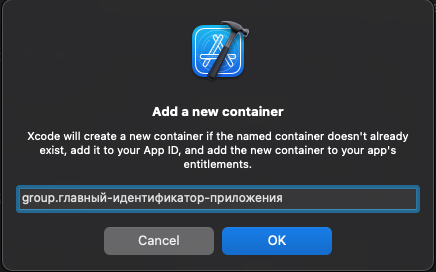 Add a new container
Xcode will create a new container if the named container doesn't already
exist, add it to your App ID, and add the new container to your app's
entitlements.
group.главный-идентификатор-приложения
Cancel
OK